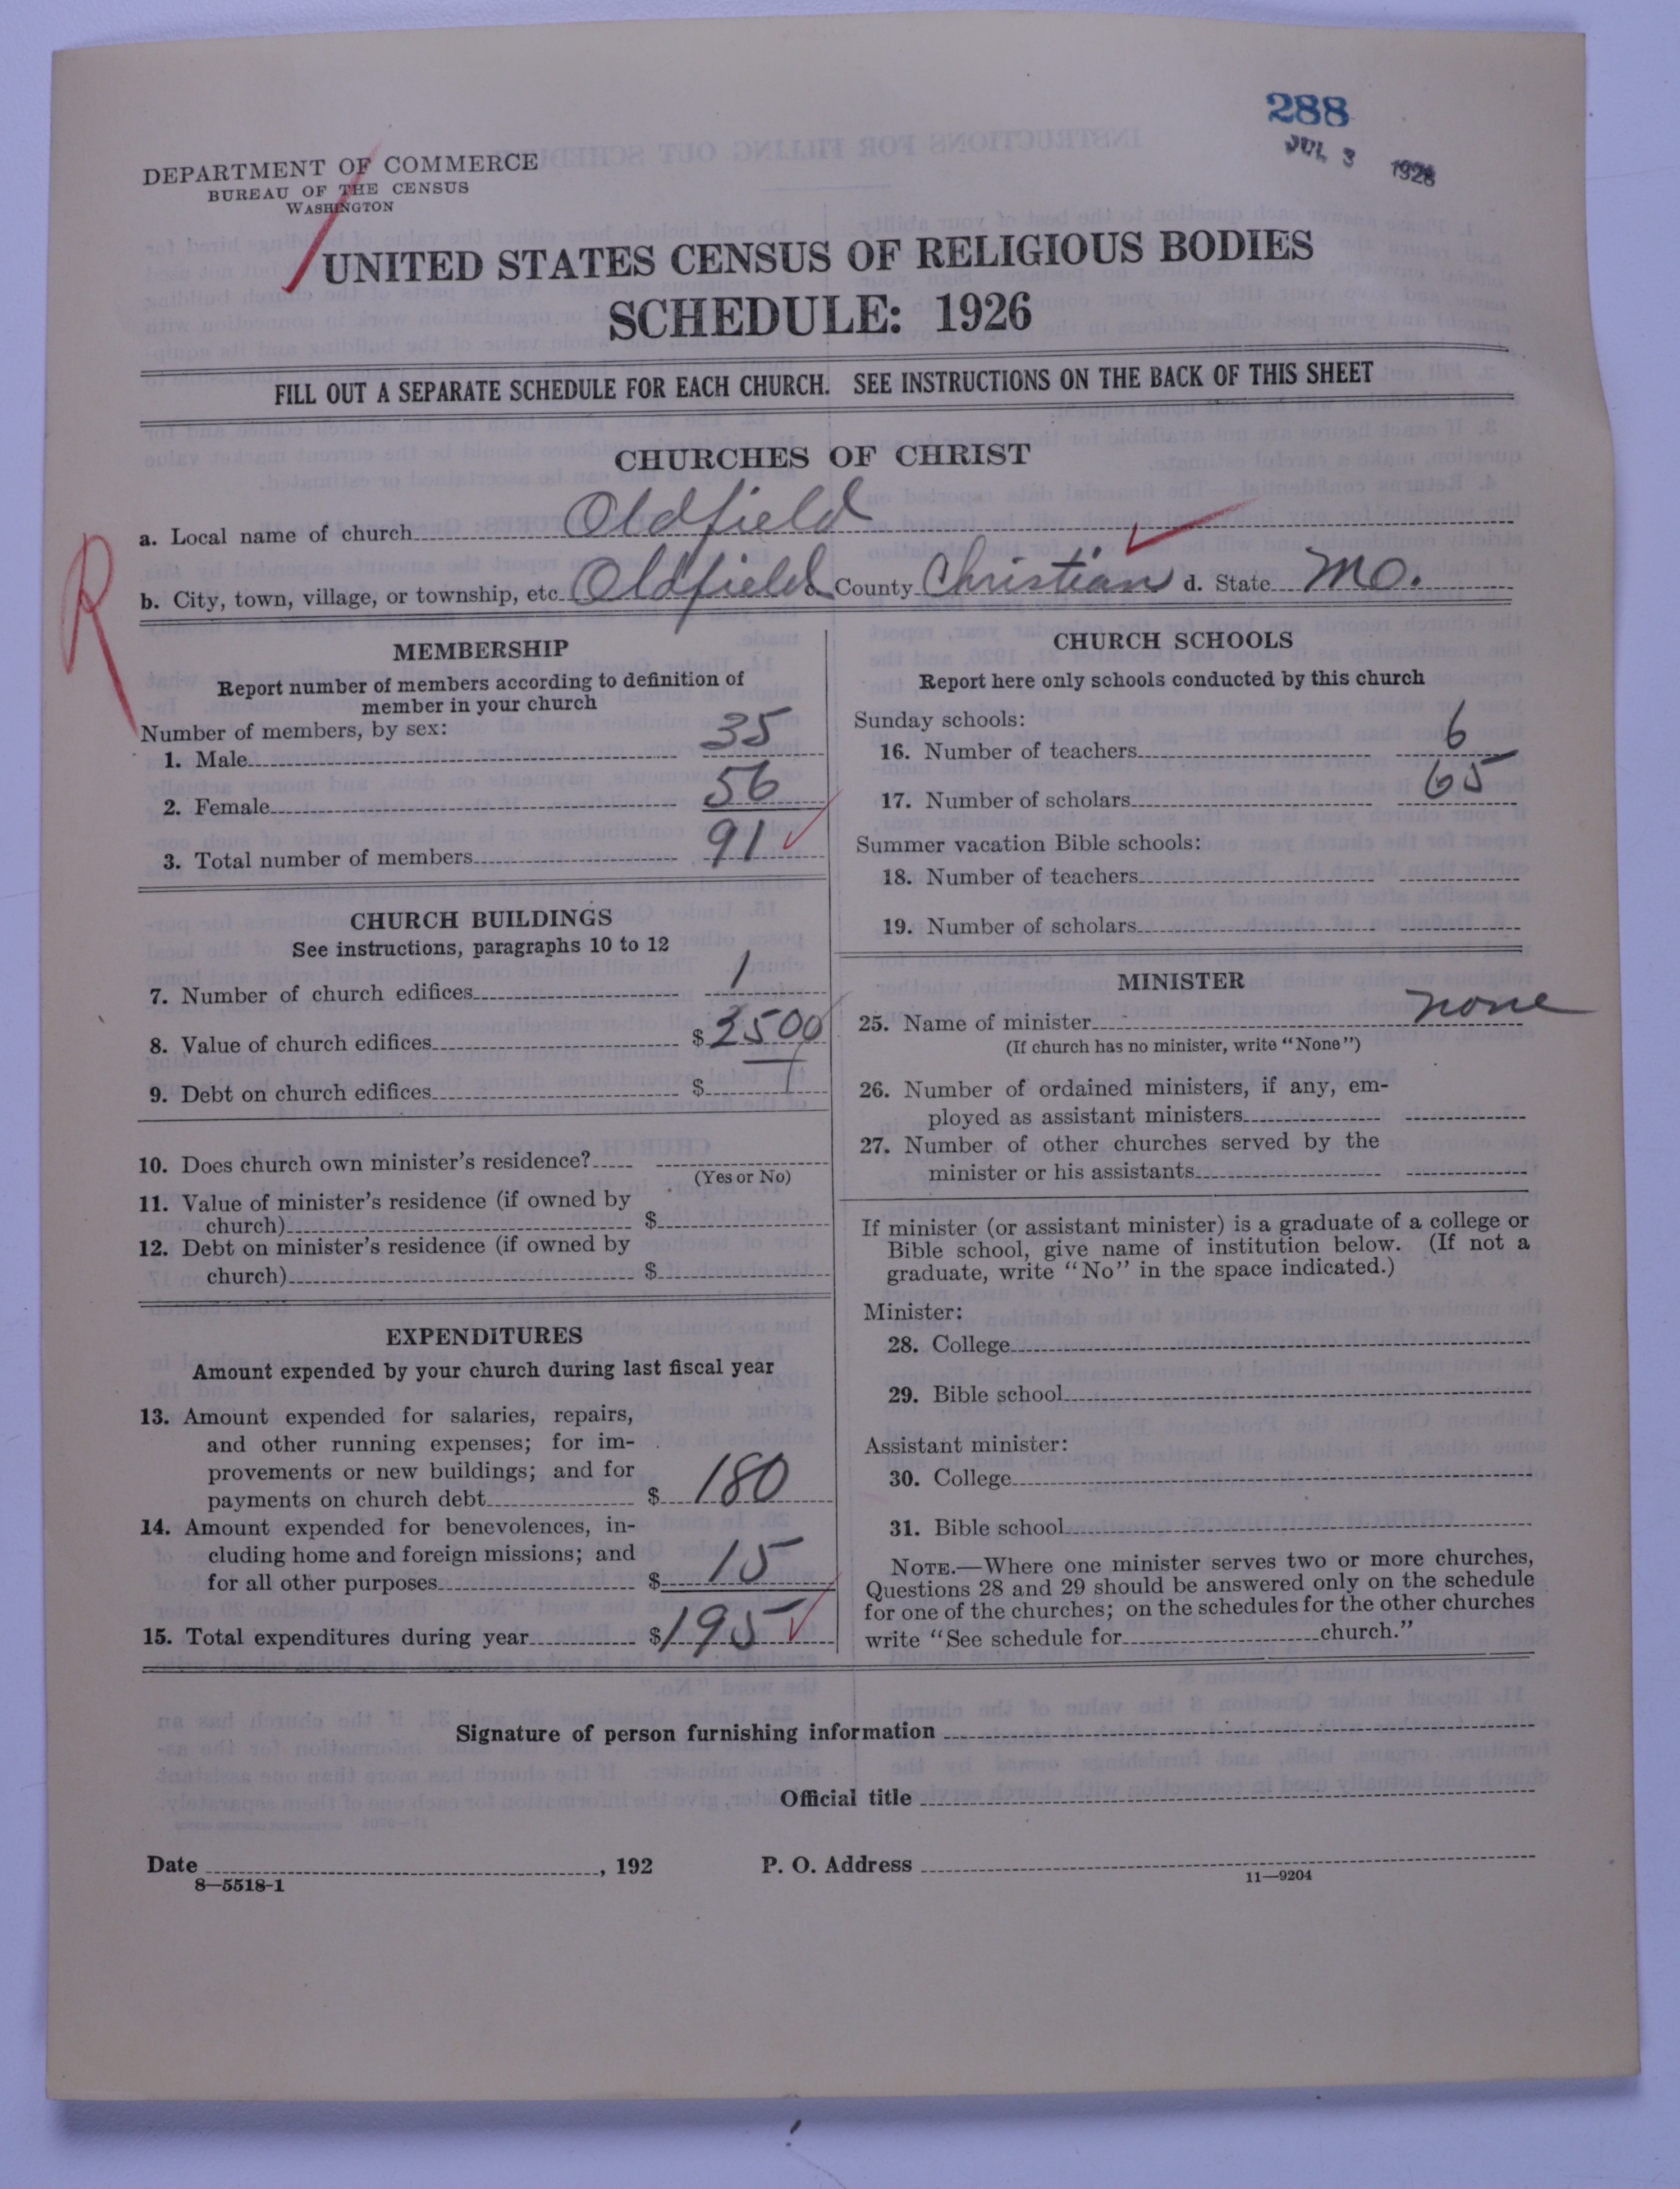 288
JUL 3 1928
DEPARTMENT OF COMMERCE
BUREAU OF THE CENSUS
WASHINGTON
UNITED STATES CENSUS OF RELIGIOUS BODIES
SCHEDULE: 1926
FILL OUT A SEPARATE SCHEDULE FOR EACH CHURCH. SEE INSTRUCTIONS ON THE BACK OF THIS SHEET
CHURCHES OF CHRIST
a. Local name of church Oldfield
b. City, town, village, or township, etc. Oldfield c. County Christian d. State Mo.
R
MEMBERSHIP
Report number of members according to definition of
member in your church
Number of members, by sex:
1. Male 35
2. Female 56
3. Total number of members 91
CHURCH BUILDINGS
See instructions, paragraphs 10 to 12
7. Number of church edifices 1
8. Value of church edifices $ 2500
9. Debt on church edifices $
10. Does church own minister's residence?
(Yes or No)
11. Value of minister's residence (if owned by
church) $
12. Debt on minister's residence (if owned by
church) $
EXPENDITURES
Amount expended by your church during last fiscal year
13. Amount expended for salaries, repairs,
and other running expenses; for im-
provements or new buildings; and for
payments on church debt $ 180
14. Amount expended for benevolences, in-
cluding home and foreign missions; and
for all other purposes $ 15
15. Total expenditures during year $ 195
CHURCH SCHOOLS
Report here only schools conducted by this church
Sunday schools:
16. Number of teachers 6
17. Number of scholars 65
Summer vacation Bible schools:
18. Number of teachers
19. Number of scholars
MINISTER
25. Name of minister none
(If church has no minister, write "None")
26. Number of ordained ministers, if any, em-
ployed as assistant ministers
27. Number of other churches served by the
minister or his assistants
If minister (or assistant minister) is a graduate of a college or
Bible school, give name of institution below. (If not a
graduate, write "No" in the space indicated.)
Minister:
28. College
29. Bible school
Assistant minister:
30. College
31. Bible school
NOTE.—Where one minister serves two or more churches,
Questions 28 and 29 should be answered only on the schedule
for one of the churches; on the schedules for the other churches
write "See schedule for church."
Signature of person furnishing information
Official title
Date , 192
P. O. Address
8—5518-1
11—9204